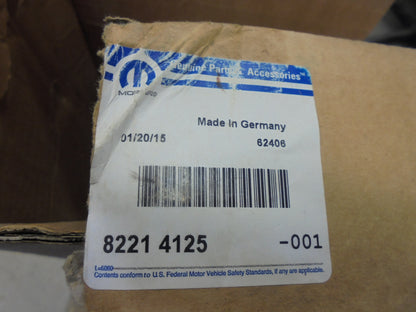 Genuine Parts & Accessories
Made In Germany
01/20/15
62406
8221 4125 -001
Contents conform to U.S. Federal Motor Vehicle Safety Standards, if any are applicable.